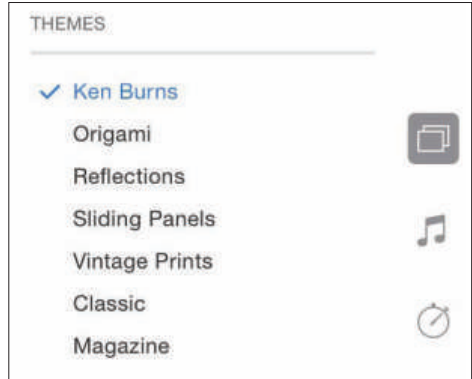 THEMES
Ken Burns
Origami
Reflections
Sliding Panels
Vintage Prints
Classic
Magazine